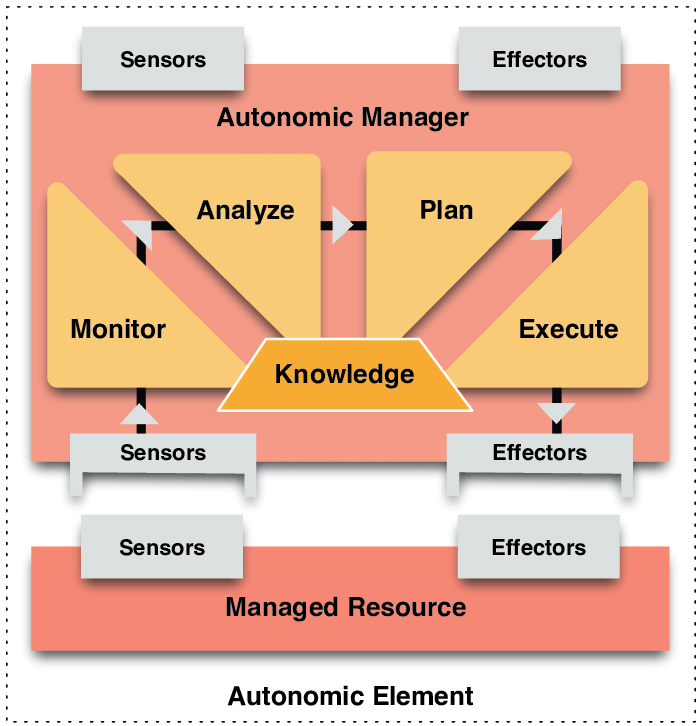 Sensors
Effectors
Autonomic Manager
Analyze
Plan
Monitor
Execute
Knowledge
Sensors
Effectors
Sensors
Effectors
Managed Resource
Autonomic Element